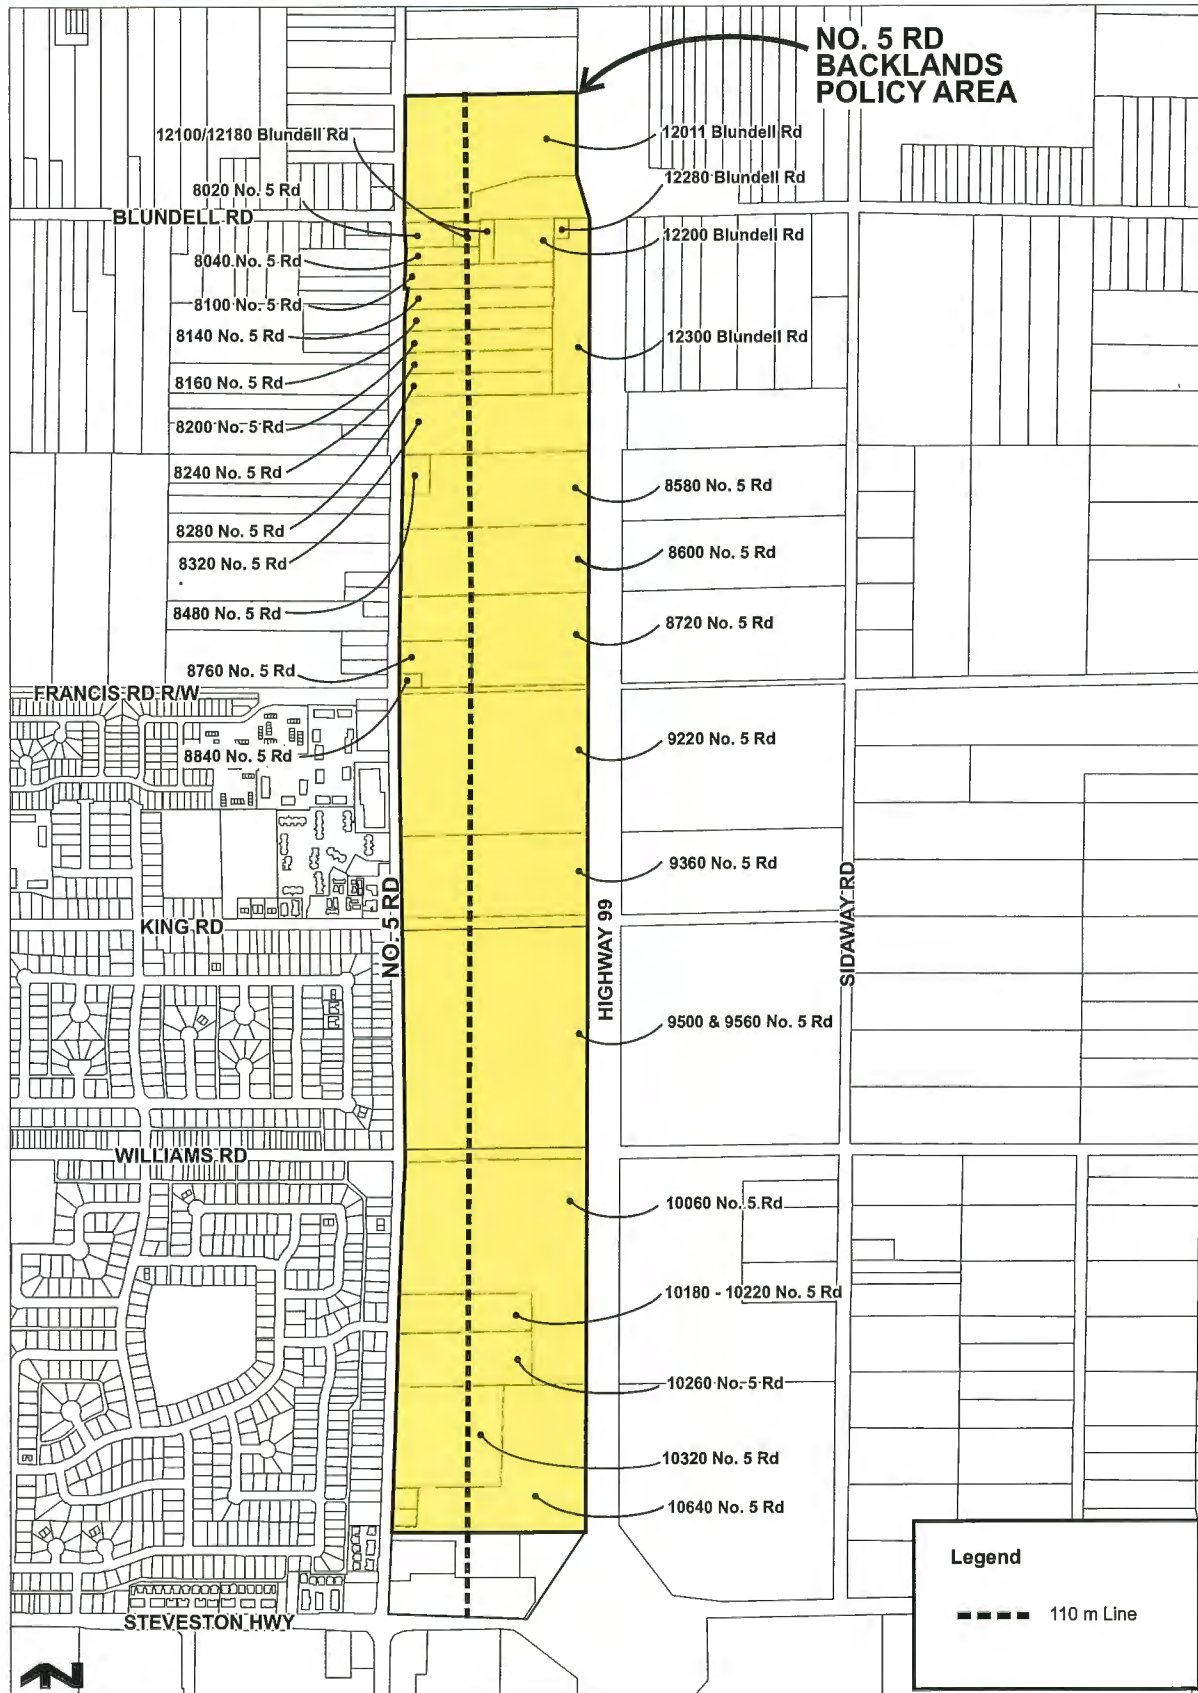 NO. 5 RD
BACKLANDS
POLICY AREA
12100/12180 Blundell Rd
12011 Blundell Rd
8020 No. 5 Rd
12280 Blundell Rd
BLUNDELL RD
12200 Blundell Rd
8040 No. 5 Rd
8100 No. 5 Rd
8140 No. 5 Rd
12300 Blundell Rd
8160 No. 5 Rd
8200 No. 5 Rd
8240 No. 5 Rd
8580 No. 5 Rd
8280 No. 5 Rd
8320 No. 5 Rd
8600 No. 5 Rd
8480 No. 5 Rd
8720 No. 5 Rd
8760 No. 5 Rd
FRANCIS RD R/W
9220 No. 5 Rd
8840 No. 5 Rd
9360 No. 5 Rd
NO. 5 RD
KING RD
HIGHWAY 99
SIDAWAY RD
9500 & 9560 No. 5 Rd
WILLIAMS RD
10060 No. 5 Rd
10180 - 10220 No. 5 Rd
10260 No. 5 Rd
10320 No. 5 Rd
10640 No. 5 Rd
Legend
110 m Line
STEVESTON HWY
N